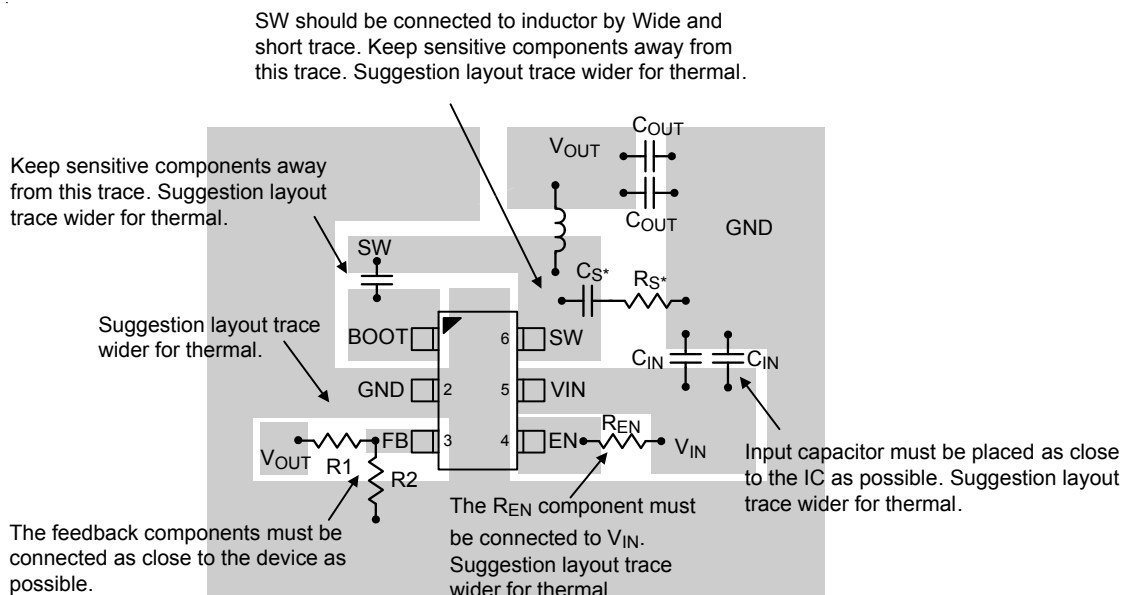 SW should be connected to inductor by Wide and
short trace. Keep sensitive components away from
this trace. Suggestion layout trace wider for thermal.
COUT
VOUT
Keep sensitive components away
from this trace. Suggestion layout
trace wider for thermal.
COUT
GND
SW
CS*
RS*
Suggestion layout trace
wider for thermal.
BOOT
6
SW
CIN
CIN
GND
2
5
VIN
FB
3
4
EN
REN
VIN
VOUT
R1
R2
Input capacitor must be placed as close
to the IC as possible. Suggestion layout
trace wider for thermal.
The feedback components must be
connected as close to the device as
possible.
The REN component must
be connected to VIN.
Suggestion layout trace
wider for thermal